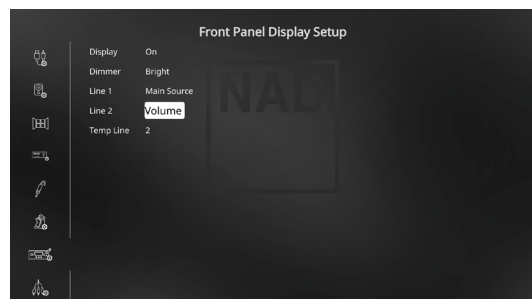 Front Panel Display Setup
Display On
Dimmer Bright
Line 1 Main Source
Line 2 Volume
Temp Line 2
NAD